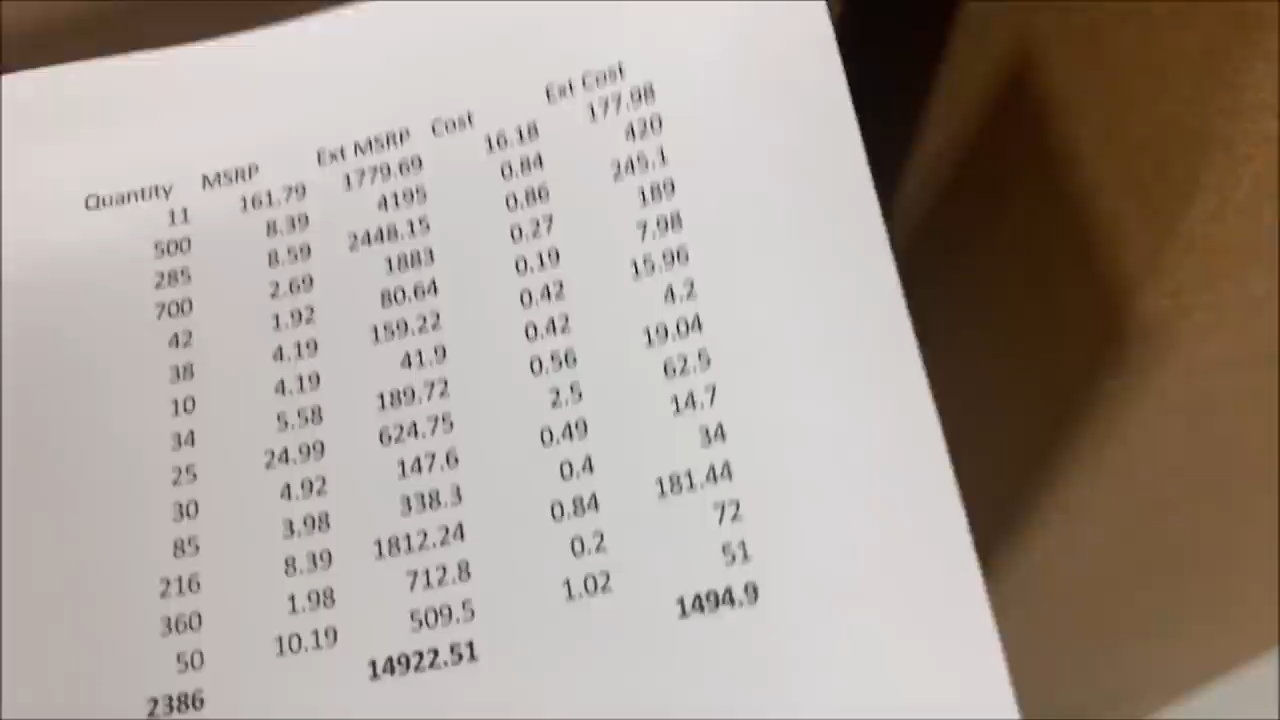 Quantity MSRP Ext MSRP Cost Ext Cost
11 161.79 1779.69 16.18 177.98
500 8.39 4195 0.84 420
285 8.59 2448.15 0.86 245.1
700 2.69 1883 0.27 189
42 1.92 80.64 0.19 7.98
38 4.19 159.22 0.42 15.96
10 4.19 41.9 0.42 4.2
34 5.58 189.72 0.56 19.04
25 24.99 624.75 2.5 62.5
30 4.92 147.6 0.49 14.7
85 3.98 338.3 0.4 34
216 8.39 1812.24 0.84 181.44
360 1.98 712.8 0.2 72
50 10.19 509.5 1.02 51
2386 14922.51 1494.9